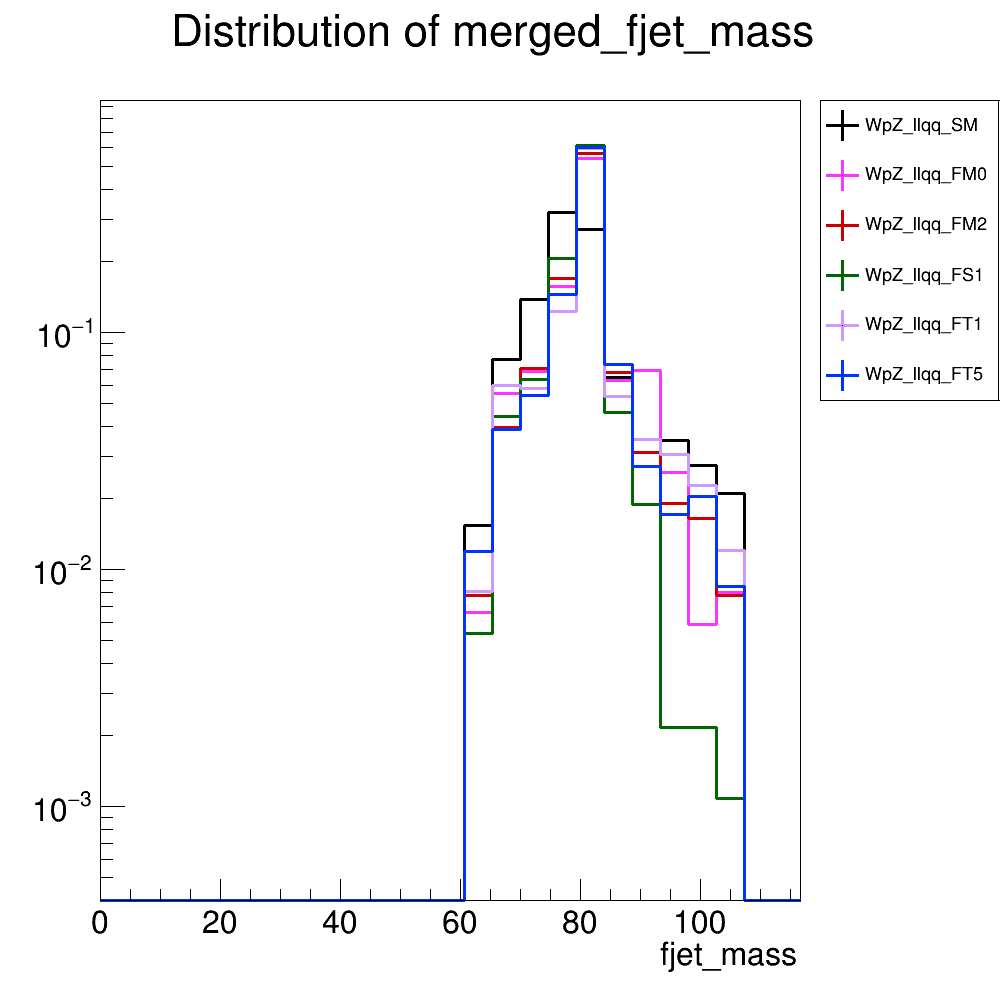 Distribution of merged_fjet_mass
WpZ_llqq_SM
WpZ_llqq_FM0
WpZ_llqq_FM2
WpZ_llqq_FS1
WpZ_llqq_FT1
WpZ_llqq_FT5
10⁻¹
10⁻²
10⁻³
0 20 40 60 80 100
fjet_mass